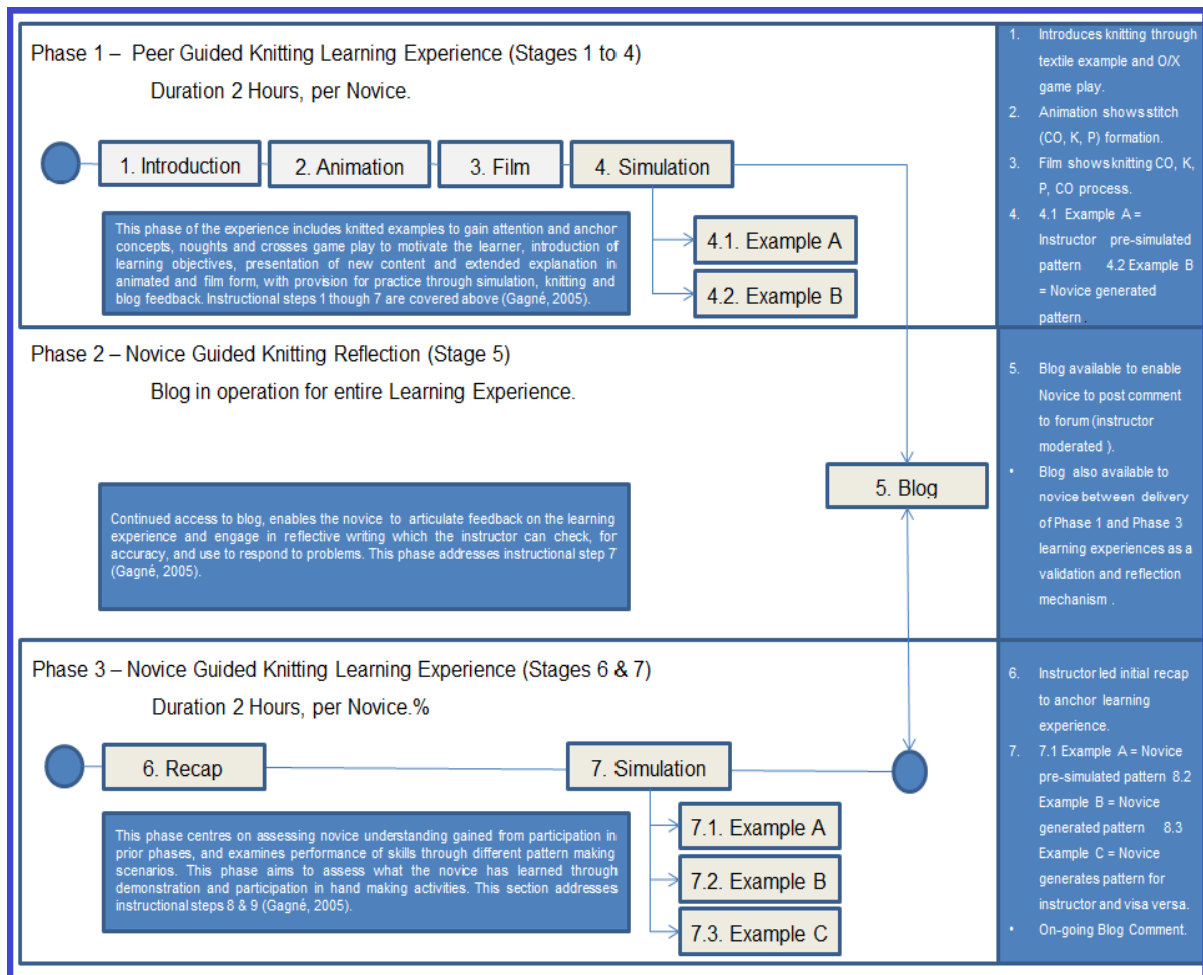 Phase 1 – Peer Guided Knitting Learning Experience (Stages 1 to 4)
Duration 2 Hours, per Novice.
1. Introduction
2. Animation
3. Film
4. Simulation
This phase of the experience includes knitted examples to gain attention and anchor
concepts, noughts and crosses game play to motivate the learner, introduction of
learning objectives, presentation of new content and extended explanation in
animated and film form, with provision for practice through simulation, knitting and
blog feedback. Instructional steps 1 though 7 are covered above (Gagné, 2005).
4.1. Example A
4.2. Example B
1. Introduces knitting through
textile example and O/X
game play.
2. Animation shows stitch
(CO, K, P) formation.
3. Film shows knitting CO, K,
P, CO process.
4. 4.1 Example A =
Instructor pre-simulated
pattern 4.2 Example B
= Novice generated
pattern .
Phase 2 – Novice Guided Knitting Reflection (Stage 5)
Blog in operation for entire Learning Experience.
5. Blog
Continued access to blog, enables the novice to articulate feedback on the learning
experience and engage in reflective writing which the instructor can check, for
accuracy, and use to respond to problems. This phase addresses instructional step 7
(Gagné, 2005).
5. Blog available to enable
Novice to post comment
to forum (instructor
moderated ).
• Blog also available to
novice between delivery
of Phase 1 and Phase 3
learning experiences as a
validation and reflection
mechanism .
Phase 3 – Novice Guided Knitting Learning Experience (Stages 6 & 7)
Duration 2 Hours, per Novice.%
6. Recap
7. Simulation
This phase centres on assessing novice understanding gained from participation in
prior phases, and examines performance of skills through different pattern making
scenarios. This phase aims to assess what the novice has learned through
demonstration and participation in hand making activities. This section addresses
instructional steps 8 & 9 (Gagné, 2005).
7.1. Example A
7.2. Example B
7.3. Example C
6. Instructor led initial recap
to anchor learning
experience.
7. 7.1 Example A = Novice
pre-simulated pattern 8.2
Example B = Novice
generated pattern 8.3
Example C = Novice
generates pattern for
instructor and visa versa.
• On-going Blog Comment.